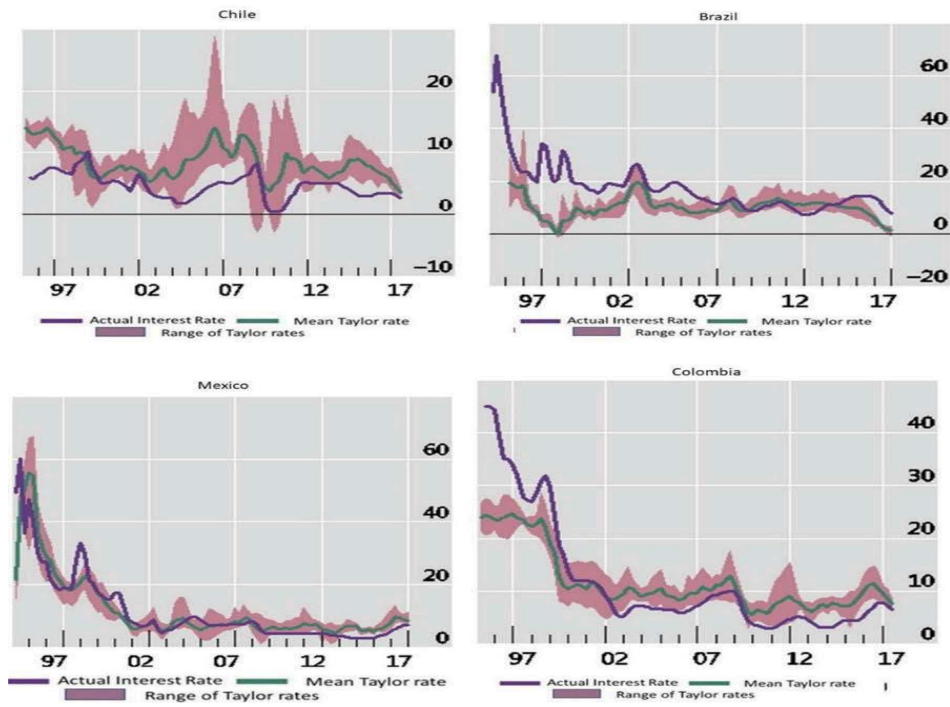 Chile
20
10
0
−10
97 02 07 12 17
Actual Interest Rate Mean Taylor rate
Range of Taylor rates
Brazil
60
40
20
0
−20
97 02 07 12 17
Actual Interest Rate Mean Taylor rate
Range of Taylor rates
Mexico
60
40
20
0
97 02 07 12 17
Actual Interest Rate Mean Taylor rate
Range of Taylor rates
Colombia
40
30
20
10
0
97 02 07 12 17
Actual Interest Rate Mean Taylor rate
Range of Taylor rates